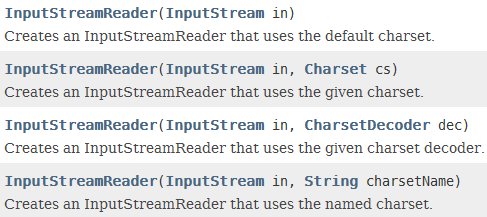 InputStreamReader(InputStream in)
Creates an InputStreamReader that uses the default charset.
InputStreamReader(InputStream in, Charset cs)
Creates an InputStreamReader that uses the given charset.
InputStreamReader(InputStream in, CharsetDecoder dec)
Creates an InputStreamReader that uses the given charset decoder.
InputStreamReader(InputStream in, String charsetName)
Creates an InputStreamReader that uses the named charset.